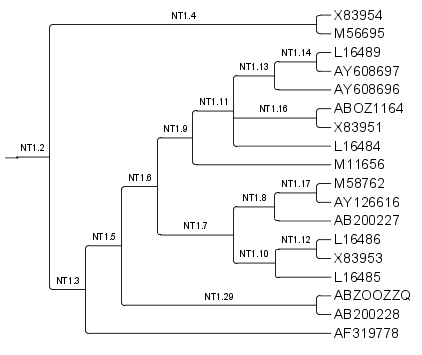 NT1.4
X83954
M56695
NT1.14
L16489
NT1.13
AY608697
AY608696
NT1.11
NT1.16
ABOZ1164
X83951
NT1.9
L16484
NT1.2
M11656
NT1.6
NT1.17
M58762
NT1.8
AY126616
AB200227
NT1.7
NT1.12
L16486
NT1.5
NT1.10
X83953
L16485
NT1.3
NT1.29
ABZOOZZQ
AB200228
AF319778